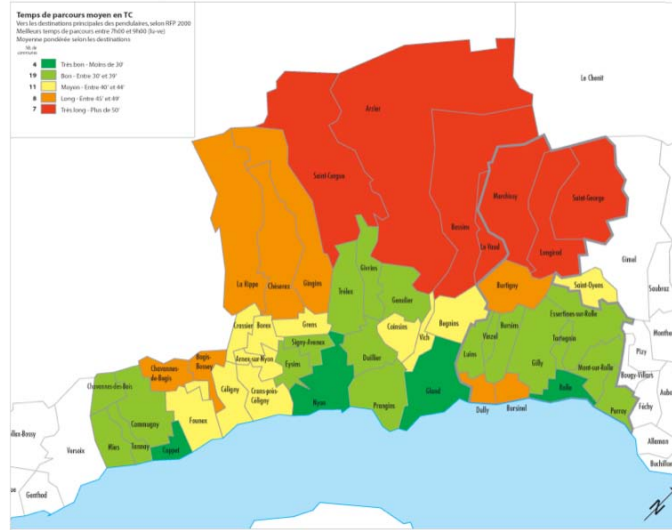 Temps de parcours moyen en TC
Vers les destinations principales des pendulaires, selon RFP 2000
Meilleurs temps de parcours entre 7h00 et 9h00 (lu-ve)
Moyenne pondérée selon les destinations
Nb de
communes
4 Très bon - Moins de 30'
19 Bon - Entre 30' et 39'
11 Moyen - Entre 40' et 44'
8 Long - Entre 45' et 49'
7 Très long - Plus de 50'
Le Chenit
Arzier
Saint-Cergue
Marchissy
Saint-George
Bassins
Le Vaud
Longirod
Gimel
La Rippe
Chéserex
Gingins
Givrins
Trélex
Genolier
Burtigny
Saint-Oyens
Saubraz
Essertines-sur-Rolle
Crassier
Borex
Grens
Coinsins
Vich
Begnins
Signy-Avenex
Duillier
Luins
Vinzel
Bursins
Tartegnin
Gilly
Mont-sur-Rolle
Pizy
Bougy-Villars
Chavannes-
de-Bogis
Bogis-
Bossey
Arnex-sur-Nyon
Eysins
Chavannes-des-Bois
Céligny
Crans-près-
Céligny
Nyon
Prangins
Gland
Dully
Bursinel
Rolle
Perroy
Féchy
Allaman
Commugny
Founex
Mies
Tannay
Coppet
Versoix
Genthod